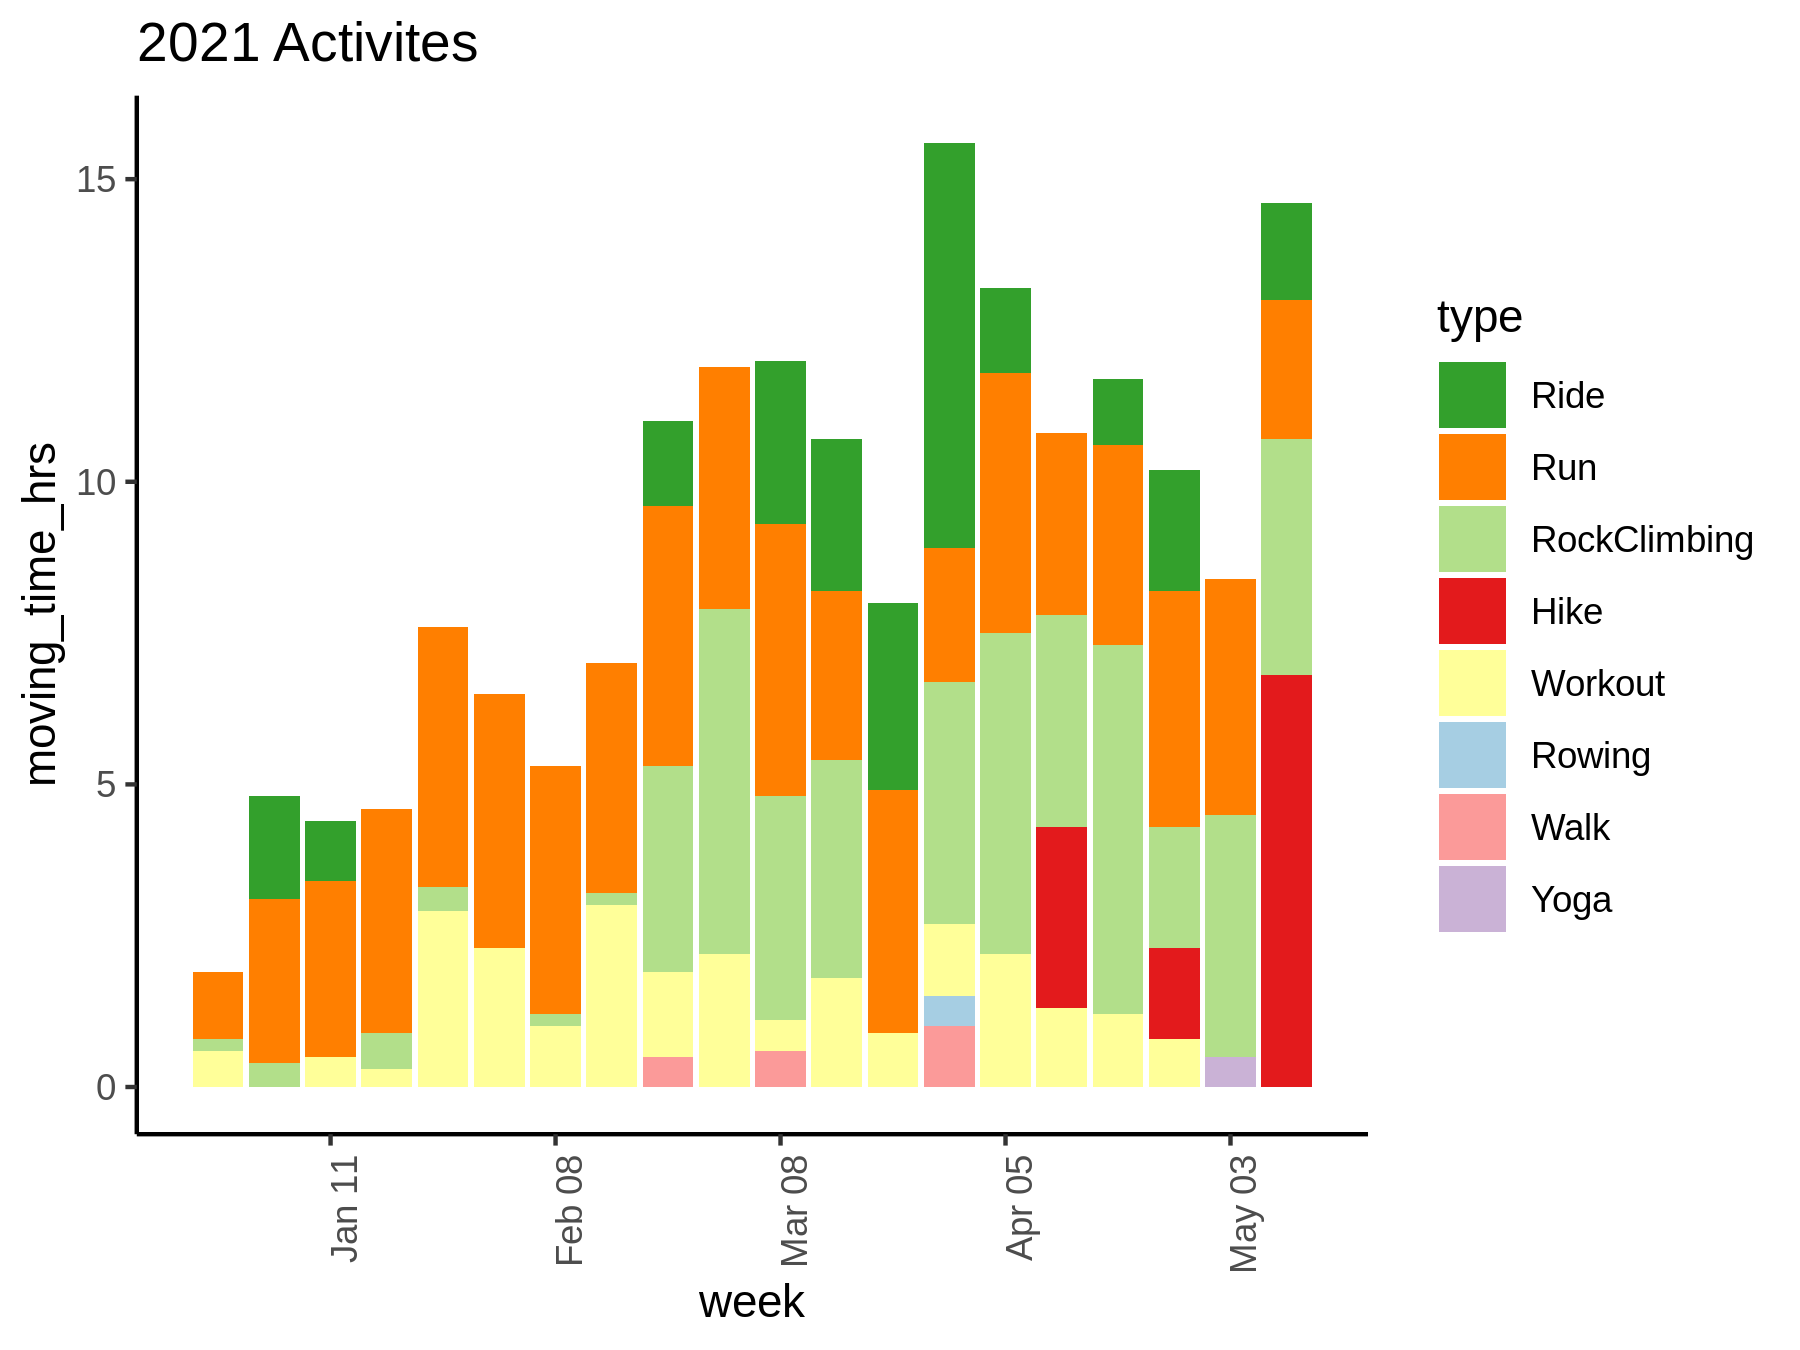 2021 Activites
moving_time_hrs
15
10
5
0
Jan 11
Feb 08
Mar 08
Apr 05
May 03
week
type
Ride
Run
RockClimbing
Hike
Workout
Rowing
Walk
Yoga